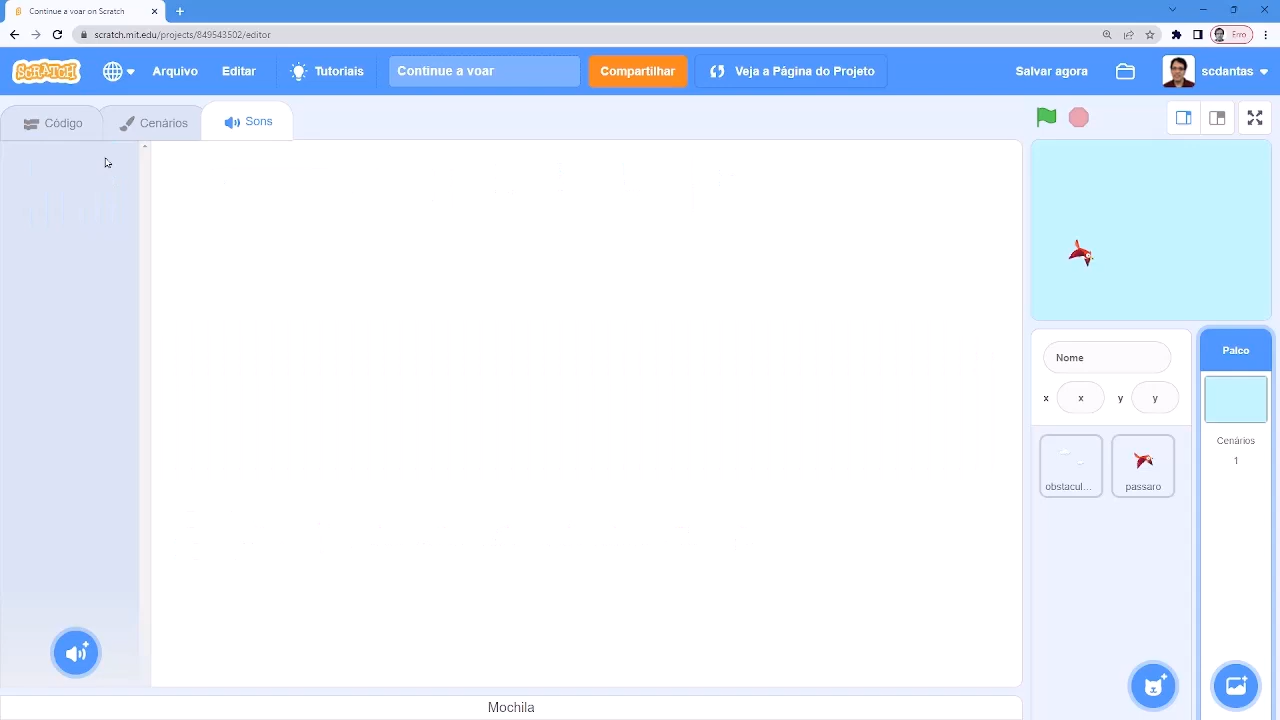 Continue a voar on Scratch
scratch.mit.edu/projects/849543502/editor
Erro
SCRATCH
Arquivo
Editar
Tutoriais
Continue a voar
Compartilhar
Veja a Página do Projeto
Salvar agora
scdantas
Código
Cenários
Sons
Nome
Palco
x
x
y
y
Cenários
1
obstacul...
passaro
Mochila